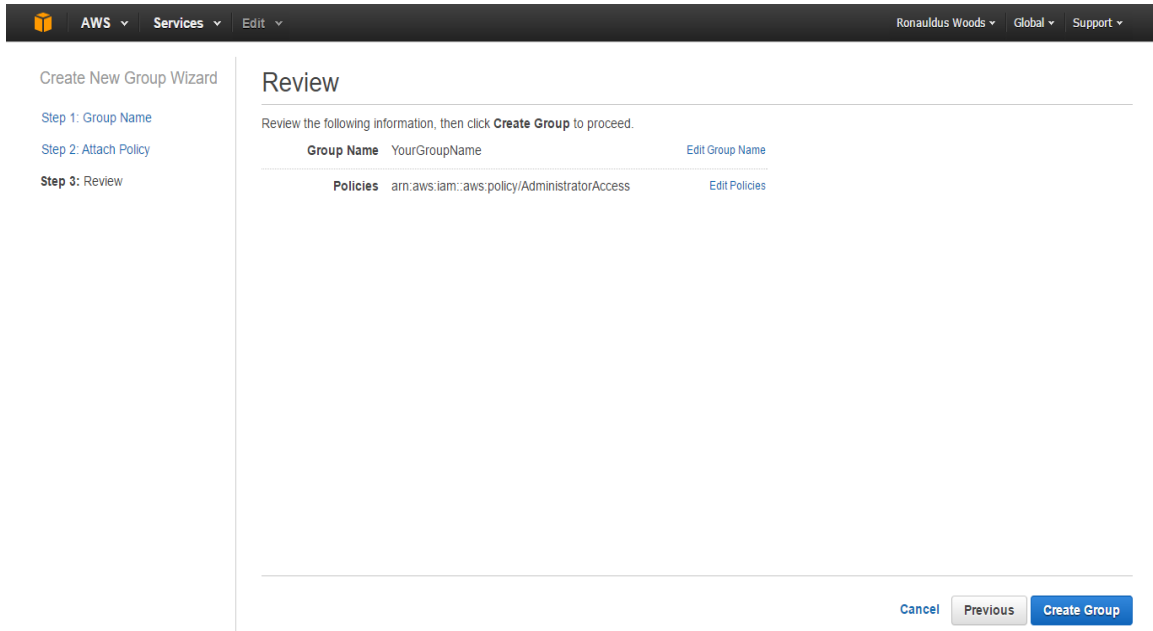 AWS Services Edit Ronauldus Woods Global Support
Create New Group Wizard
Step 1: Group Name
Step 2: Attach Policy
Step 3: Review
Review
Review the following information, then click Create Group to proceed.
Group Name YourGroupName Edit Group Name
Policies arn:aws:iam::aws:policy/AdministratorAccess Edit Policies
Cancel Previous Create Group